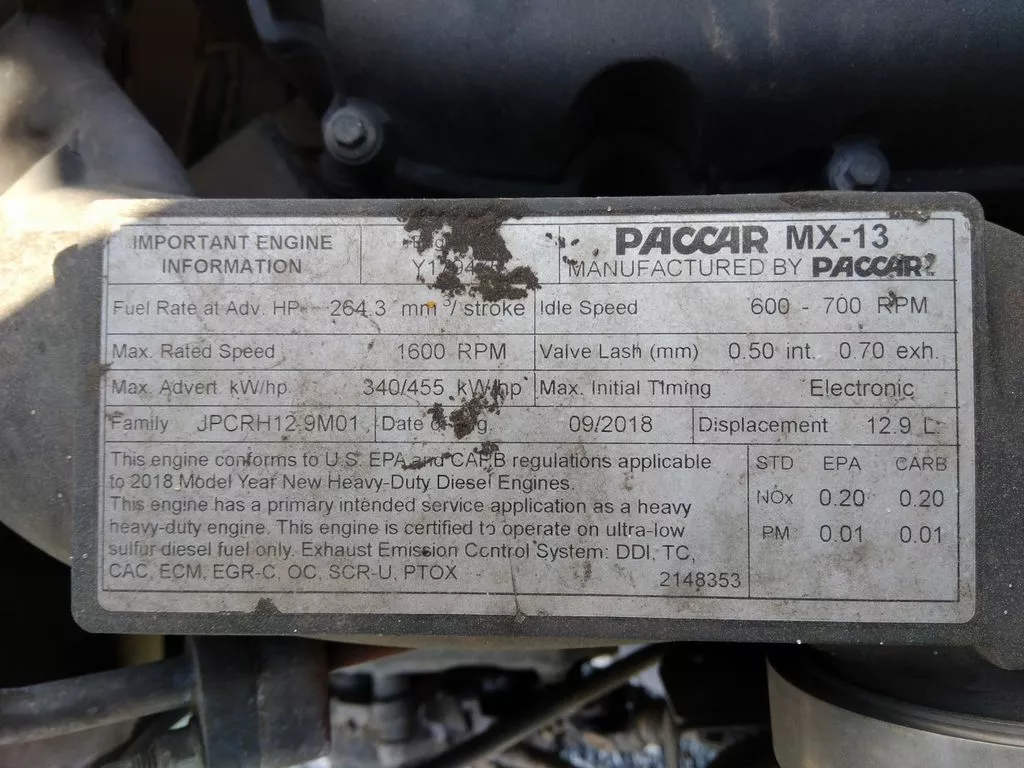 IMPORTANT ENGINE
INFORMATION
PACCAR MX-13
MANUFACTURED BY PACCAR
Fuel Rate at Adv. HP 264.3 mm³/ stroke
Idle Speed 600 - 700 RPM
Max. Rated Speed 1600 RPM
Valve Lash (mm) 0.50 int. 0.70 exh.
Max. Advert kW/hp 340/455 kW/hp
Max. Initial Timing Electronic
Family JPCRH12.9M01
Date 09/2018
Displacement 12.9 L
This engine conforms to U.S. EPA and CARB regulations applicable
to 2018 Model Year New Heavy-Duty Diesel Engines.
This engine has a primary intended service application as a heavy
heavy-duty engine. This engine is certified to operate on ultra-low
sulfur diesel fuel only. Exhaust Emission Control System: DDI, TC,
CAC, ECM, EGR-C, OC, SCR-U, PTOX
2148353
STD EPA CARB
NOx 0.20 0.20
PM 0.01 0.01